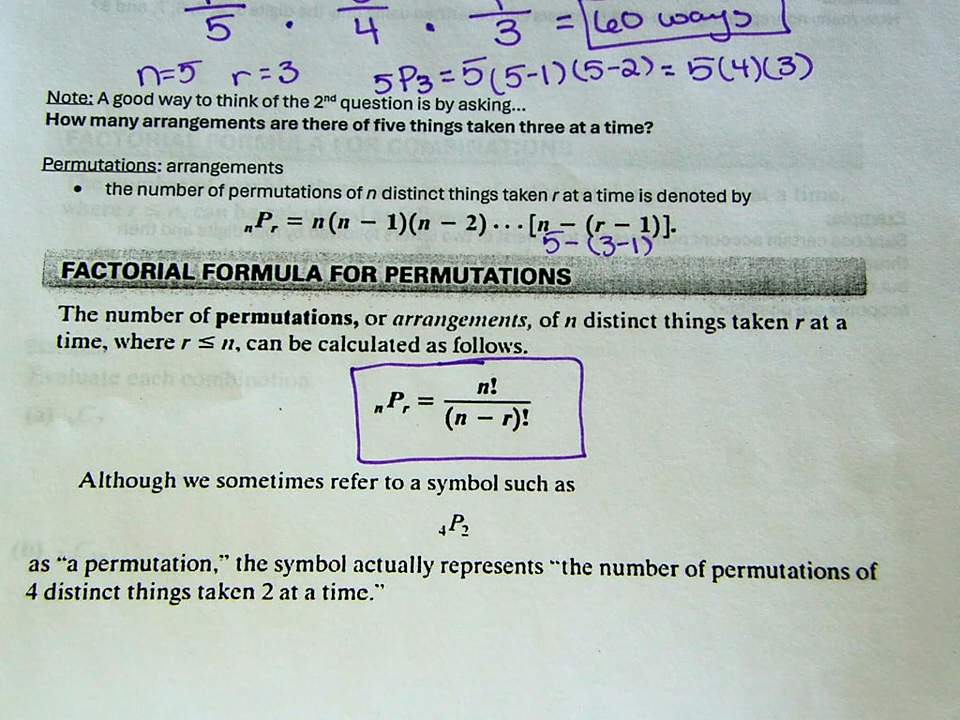 5 · 4 · 3 = 60 ways
n=5 r=3 5P3 = 5(5-1)(5-2) = 5(4)(3)
Note: A good way to think of the 2nd question is by asking...
How many arrangements are there of five things taken three at a time?
Permutations: arrangements
• the number of permutations of n distinct things taken r at a time is denoted by
nPr = n(n − 1)(n − 2) · · · [n − (r − 1)].
5 - (3-1)
FACTORIAL FORMULA FOR PERMUTATIONS
The number of permutations, or arrangements, of n distinct things taken r at a
time, where r ≤ n, can be calculated as follows.
nPr = n! / (n − r)!
Although we sometimes refer to a symbol such as
4P2
as “a permutation,” the symbol actually represents “the number of permutations of
4 distinct things taken 2 at a time.”